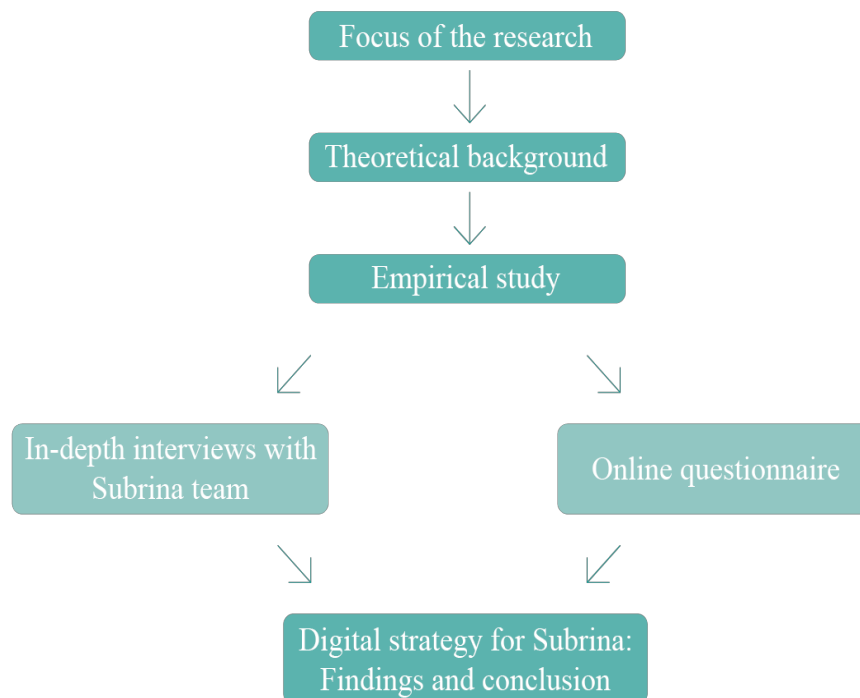 Focus of the research
Theoretical background
Empirical study
In-depth interviews with
Subrina team
Online questionnaire
Digital strategy for Subrina:
Findings and conclusion